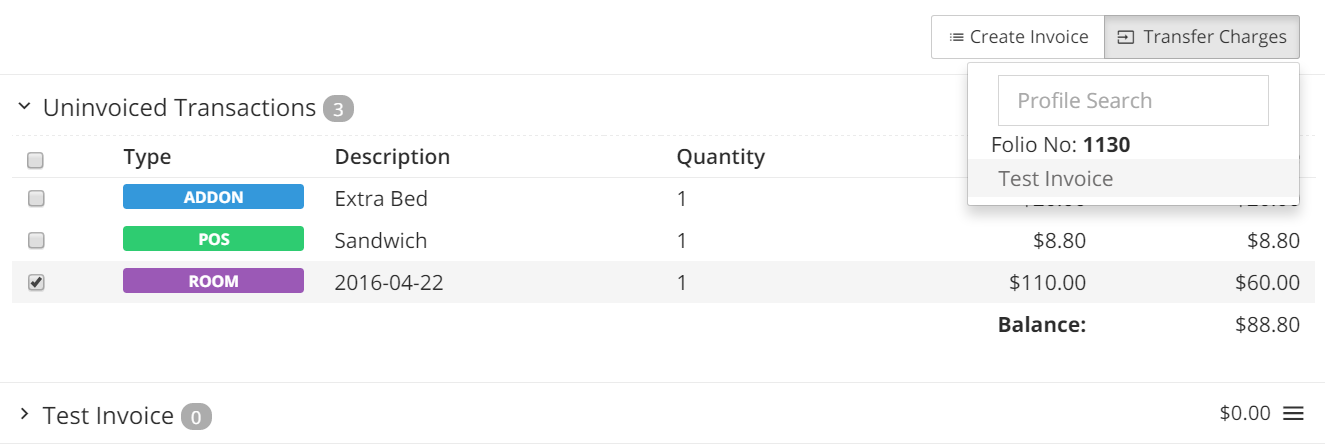 Create Invoice Transfer Charges
Profile Search
Uninvoiced Transactions 3
Folio No: 1130
Type Description Quantity
Test Invoice
ADDON Extra Bed 1
POS Sandwich 1 $8.80 $8.80
ROOM 2016-04-22 1 $110.00 $60.00
Balance: $88.80
Test Invoice 0 $0.00